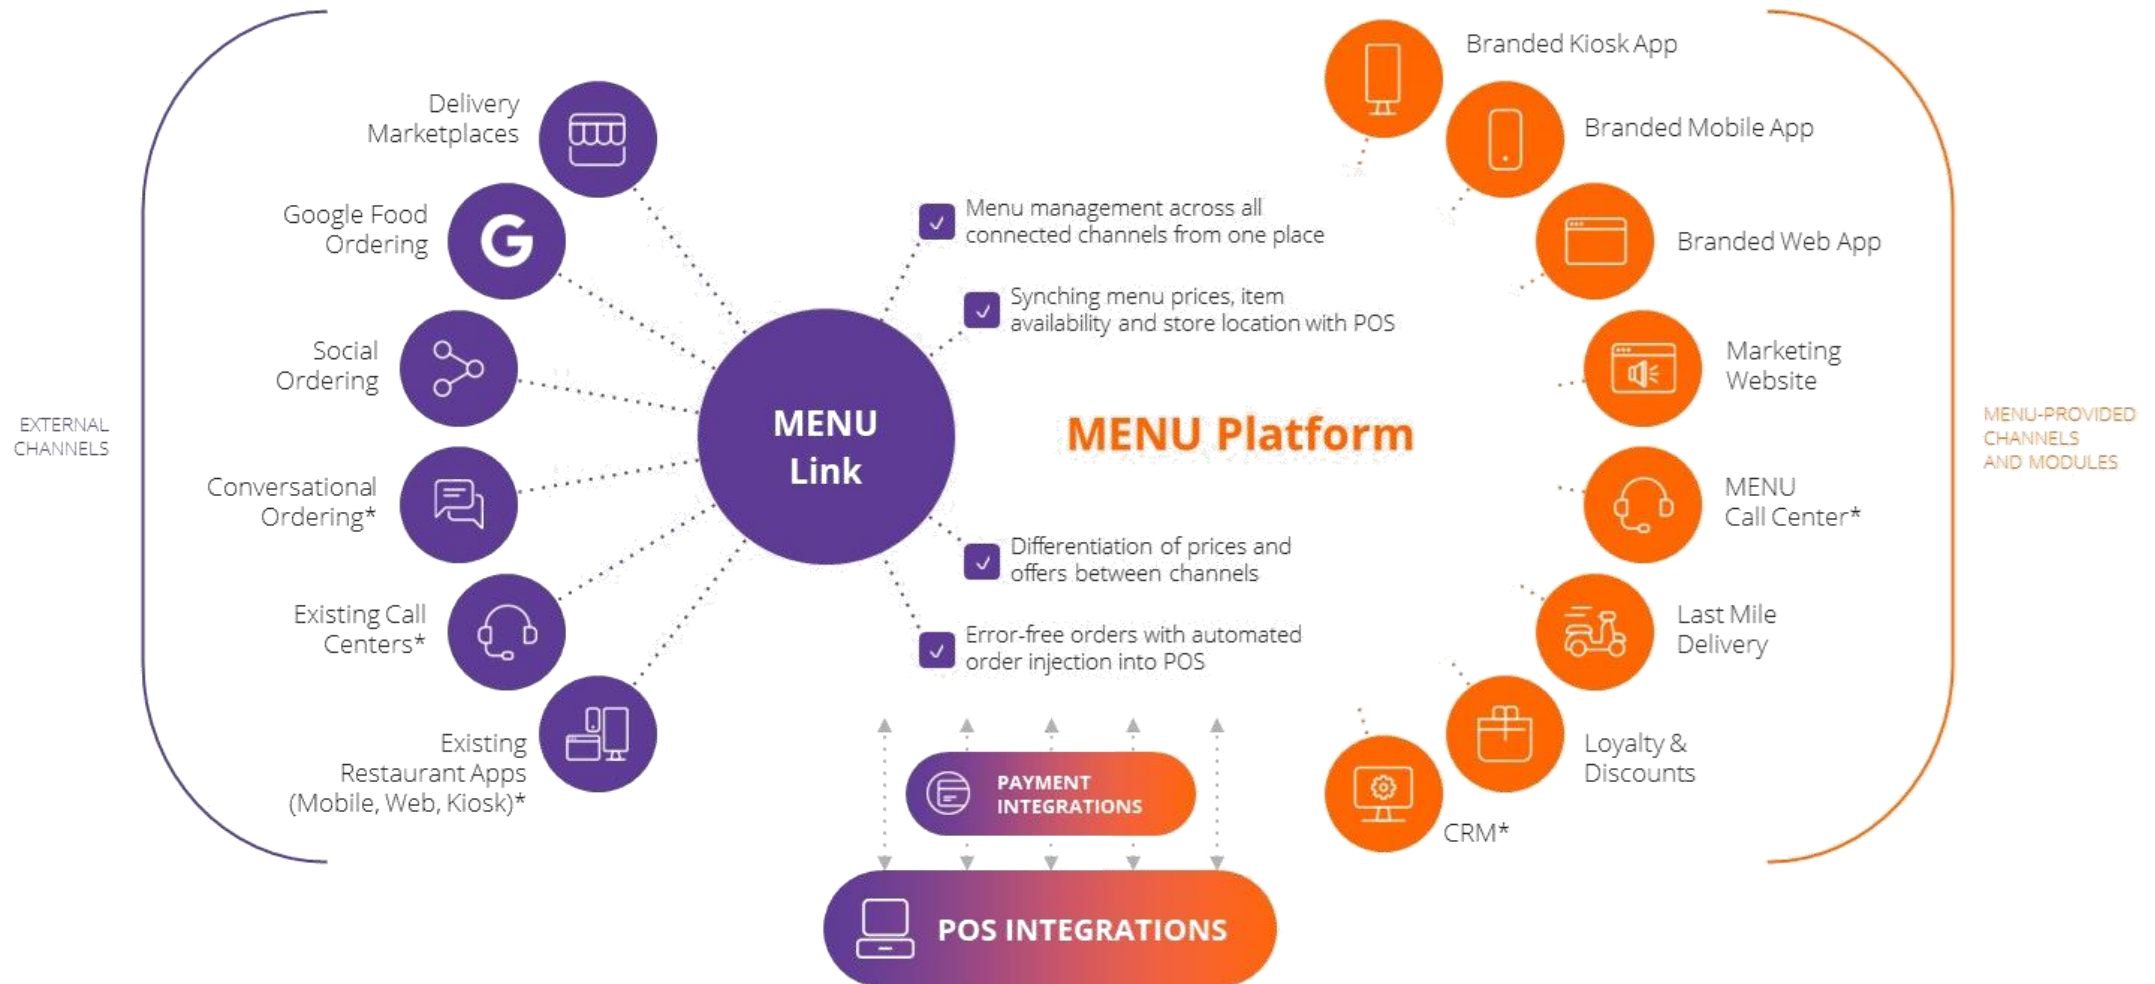 EXTERNAL
CHANNELS
Delivery
Marketplaces
Google Food
Ordering
G
Social
Ordering
Conversational
Ordering*
Existing Call
Centers*
Existing
Restaurant Apps
(Mobile, Web, Kiosk)*
MENU
Link
Menu management across all
connected channels from one place
Synching menu prices, item
availability and store location with POS
MENU Platform
Differentiation of prices and
offers between channels
Error-free orders with automated
order injection into POS
PAYMENT
INTEGRATIONS
POS INTEGRATIONS
Branded Kiosk App
Branded Mobile App
Branded Web App
Marketing
Website
MENU
Call Center*
Last Mile
Delivery
Loyalty &
Discounts
CRM*
MENU-PROVIDED
CHANNELS
AND MODULES